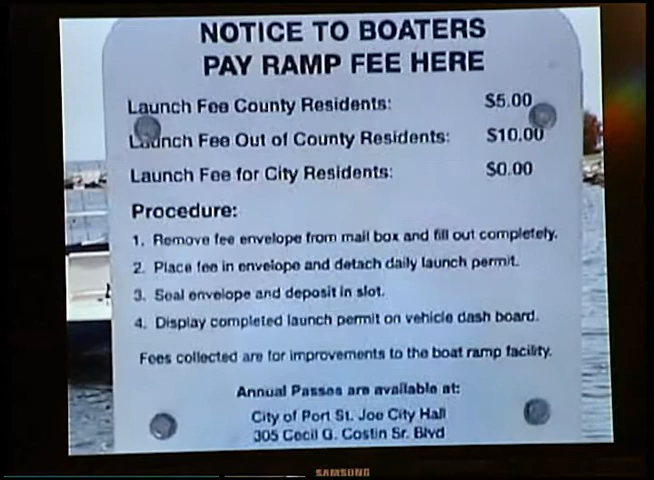 NOTICE TO BOATERS
PAY RAMP FEE HERE
Launch Fee County Residents: $5.00
Launch Fee Out of County Residents: $10.00
Launch Fee for City Residents: $0.00
Procedure:
1. Remove fee envelope from mail box and fill out completely.
2. Place fee in envelope and detach daily launch permit.
3. Seal envelope and deposit in slot.
4. Display completed launch permit on vehicle dash board.
Fees collected are for improvements to the boat ramp facility.
Annual Passes are available at:
City of Port St. Joe City Hall
305 Cecil G. Costin Sr. Blvd
SAMSUNG